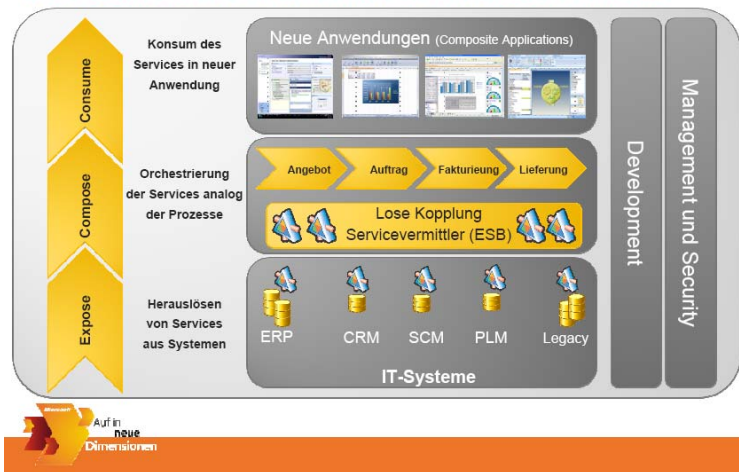 Consume
Konsum des
Services in neuer
Anwendung
Neue Anwendungen (Composite Applications)
Compose
Orchestrierung
der Services analog
der Prozesse
Angebot
Auftrag
Fakturieung
Lieferung
Lose Kopplung
Servicevermittler (ESB)
Expose
Herauslösen
von Services
aus Systemen
ERP
CRM
SCM
PLM
Legacy
IT-Systeme
Development
Management und Security
Microsoft
Auf in
neue
Dimensionen